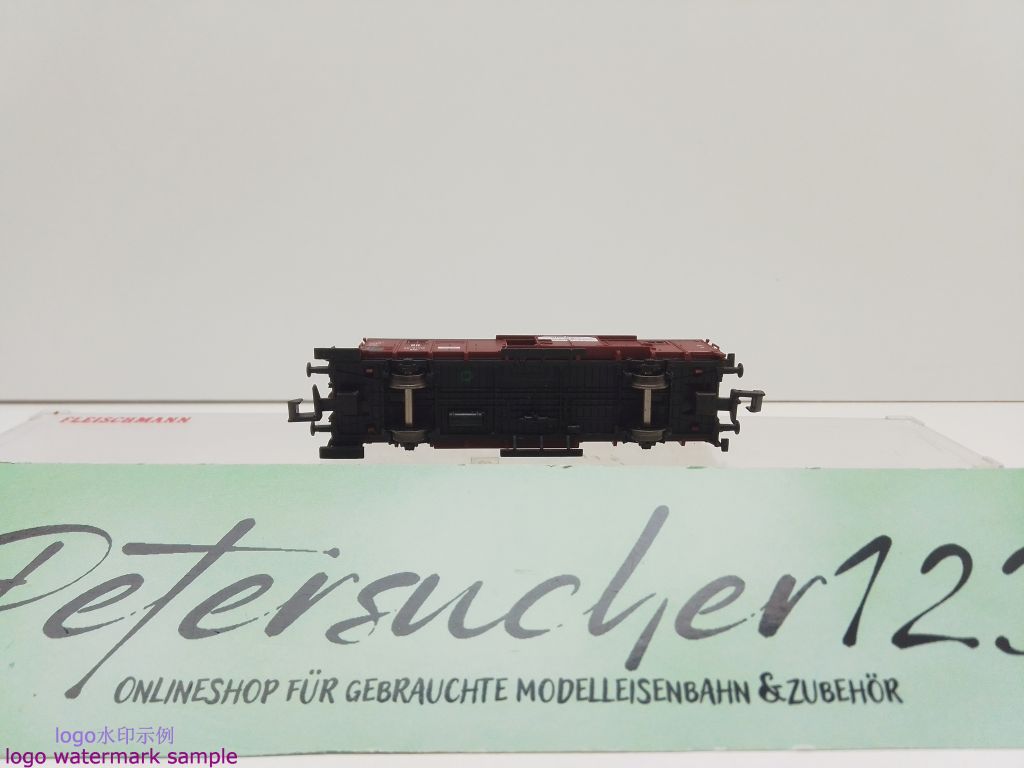 FLEISCHMANN
Petersucher123
ONLINESHOP FÜR GEBRAUCHTE MODELLEISENBAHN & ZUBEHÖR
logo水印示例
logo watermark sample